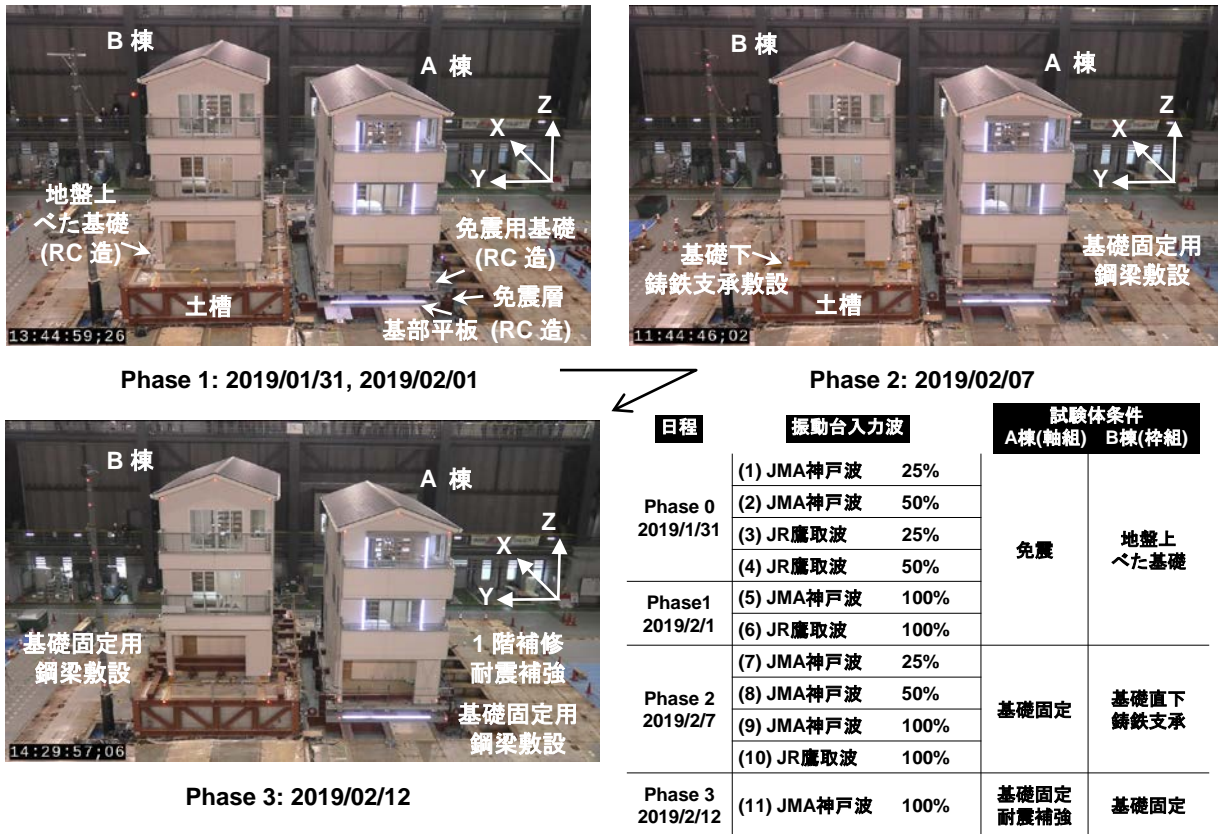 B 棟
A 棟
Z
X
Y
地盤上
べた基礎
(RC 造)
免震用基礎
(RC 造)
免震層
土槽
基部平板 (RC 造)
13:44:59;26
Phase 1: 2019/01/31, 2019/02/01
B 棟
A 棟
Z
X
Y
基礎下
鋳鉄支承敷設
基礎固定用
鋼梁敷設
土槽
11:44:46;02
Phase 2: 2019/02/07
B 棟
A 棟
Z
X
Y
基礎固定用
鋼梁敷設
1 階補修
耐震補強
基礎固定用
鋼梁敷設
14:29:57;06
Phase 3: 2019/02/12
日程 振動台入力波 試験体条件
A棟(軸組) B棟(枠組)
Phase 0
2019/1/31
(1) JMA神戸波 25%
(2) JMA神戸波 50%
(3) JR鷹取波 25%
(4) JR鷹取波 50%
Phase1
2019/2/1
(5) JMA神戸波 100%
(6) JR鷹取波 100%
免震
地盤上
べた基礎
Phase 2
2019/2/7
(7) JMA神戸波 25%
(8) JMA神戸波 50%
(9) JMA神戸波 100%
(10) JR鷹取波 100%
基礎固定
基礎直下
鋳鉄支承
Phase 3
2019/2/12
(11) JMA神戸波 100%
基礎固定
耐震補強
基礎固定